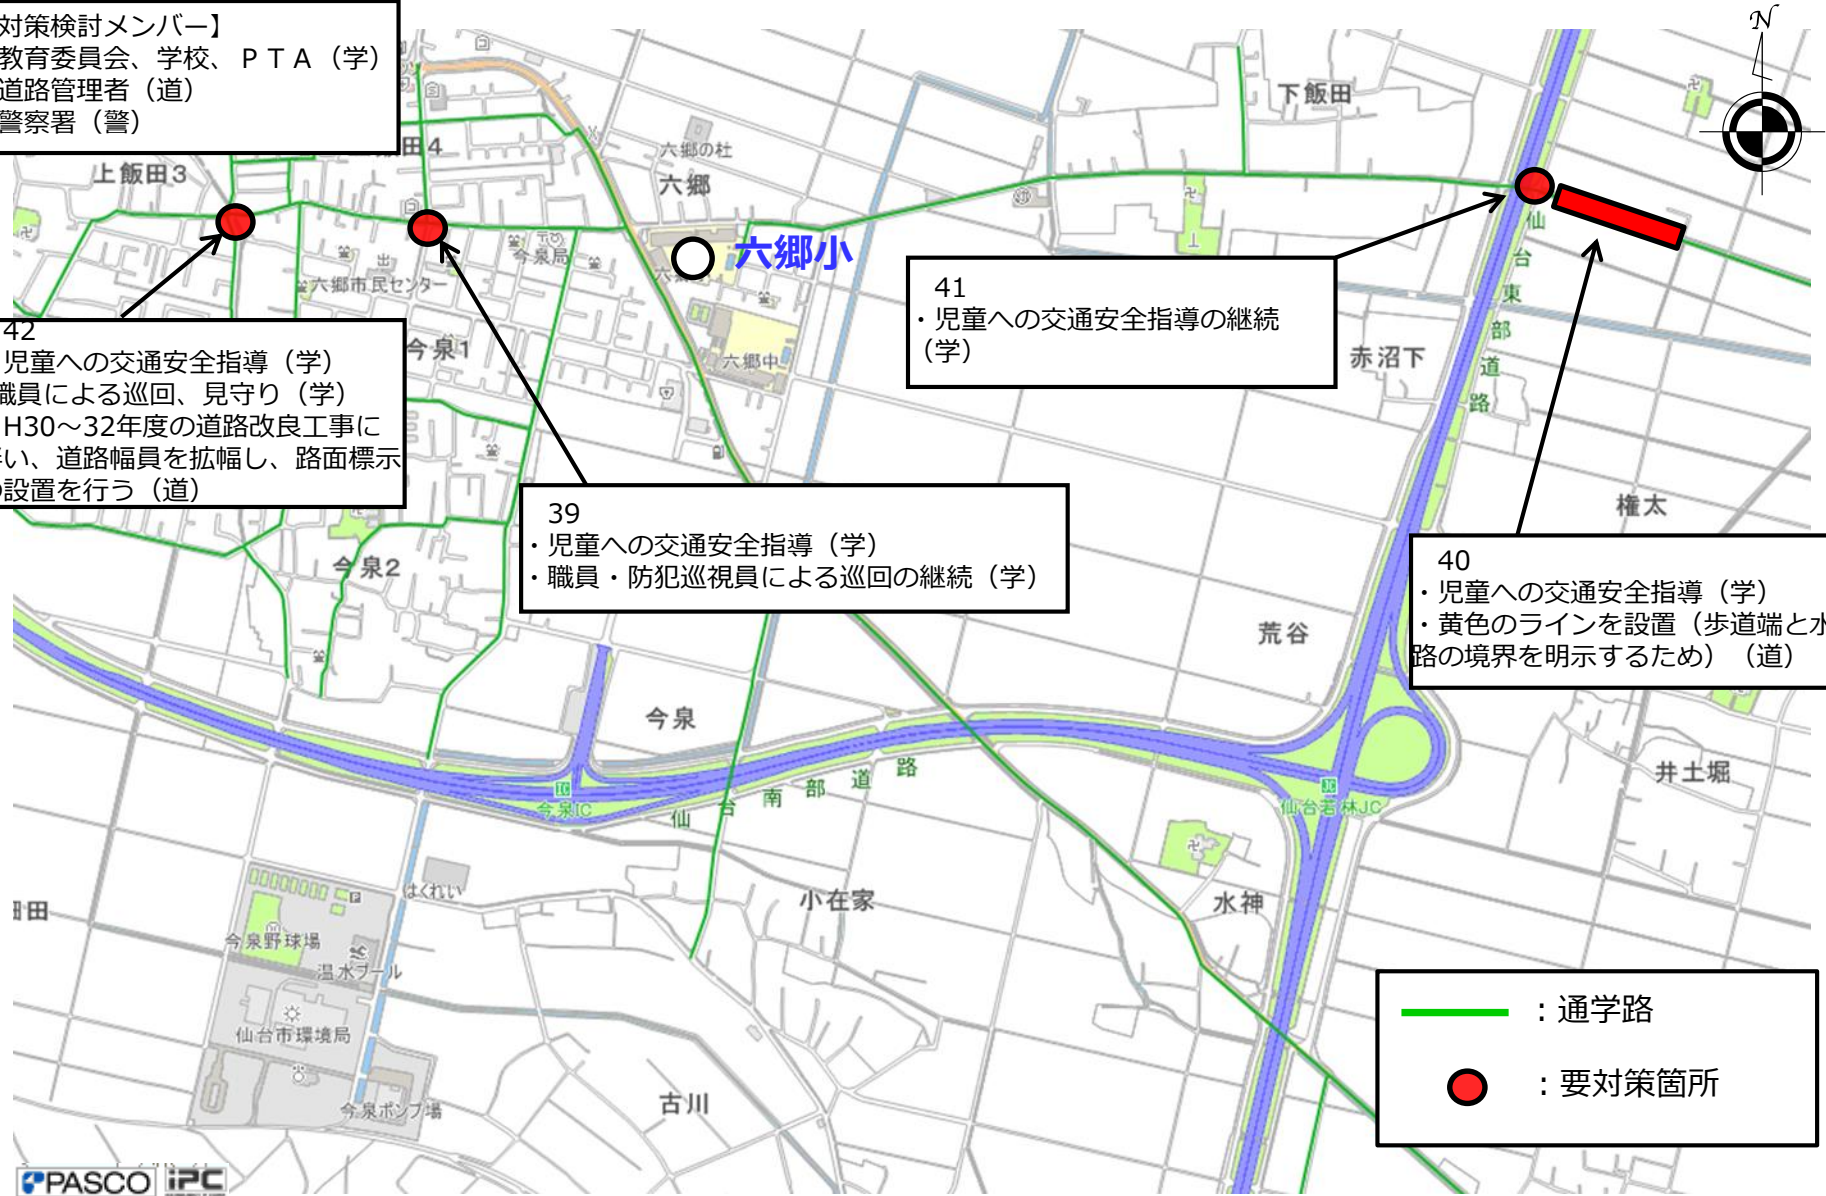 対策検討メンバー】
教育委員会、学校、ＰＴＡ（学）
道路管理者（道）
警察署（警）
N
上飯田3
田4
六郷の杜
六郷
下飯田
六郷小
今泉局
六郷市民センター
今泉1
六郷中
仙台東部道路
赤沼下
権太
41
・児童への交通安全指導の継続
（学）
42
児童への交通安全指導（学）
職員による巡回、見守り（学）
H30～32年度の道路改良工事に
い、道路幅員を拡幅し、路面標示
設置を行う（道）
39
・児童への交通安全指導（学）
・職員・防犯巡視員による巡回の継続（学）
40
・児童への交通安全指導（学）
・黄色のラインを設置（歩道端と水
路の境界を明示するため）（道）
今泉2
荒谷
今泉
井土堀
IC
今泉IC
仙台南部道路
JC
仙台若林JC
はくれい
小在家
水神
田
今泉野球場
温水プール
仙台市環境局
今泉ポンプ場
古川
：通学路
：要対策箇所
PASCO iPC